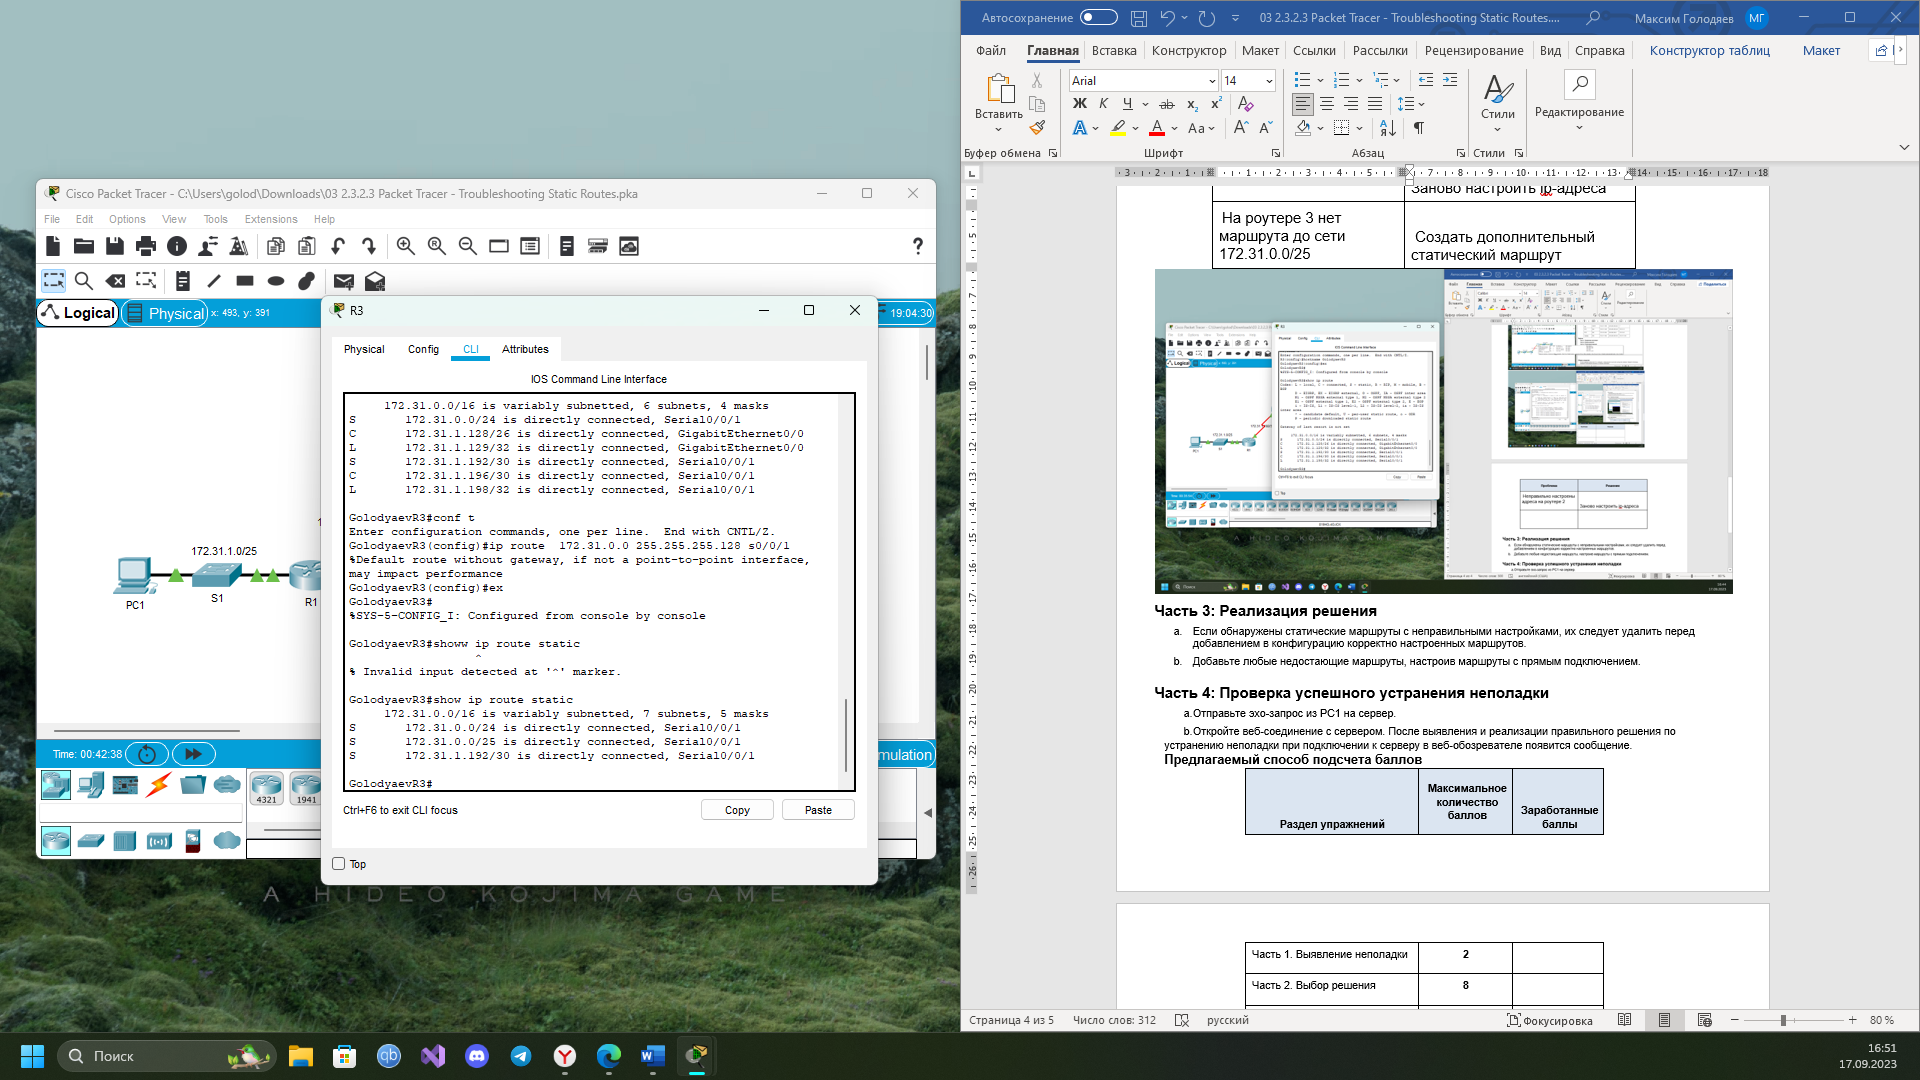 Cisco Packet Tracer - C:\Users\golod\Downloads\03 2.3.2.3 Packet Tracer - Troubleshooting Static Routes.pka
File Edit Options View Tools Extensions Help
Logical
Physical
x: 493, y: 391
19:04:30
172.31.1.0/25
PC1
S1
R1
Time: 00:42:38
mulation
4321
1941
R3
Physical Config CLI Attributes
IOS Command Line Interface
172.31.0.0/16 is variably subnetted, 6 subnets, 4 masks
S 172.31.0.0/24 is directly connected, Serial0/0/1
C 172.31.1.128/26 is directly connected, GigabitEthernet0/0
L 172.31.1.129/32 is directly connected, GigabitEthernet0/0
S 172.31.1.192/30 is directly connected, Serial0/0/1
C 172.31.1.196/30 is directly connected, Serial0/0/1
L 172.31.1.198/32 is directly connected, Serial0/0/1
GolodyaevR3#conf t
Enter configuration commands, one per line. End with CNTL/Z.
GolodyaevR3(config)#ip route 172.31.0.0 255.255.255.128 s0/0/1
%Default route without gateway, if not a point-to-point interface,
may impact performance
GolodyaevR3(config)#ex
GolodyaevR3#
%SYS-5-CONFIG_I: Configured from console by console
GolodyaevR3#showw ip route static
^
% Invalid input detected at '^' marker.
GolodyaevR3#show ip route static
172.31.0.0/16 is variably subnetted, 7 subnets, 5 masks
S 172.31.0.0/24 is directly connected, Serial0/0/1
S 172.31.0.0/25 is directly connected, Serial0/0/1
S 172.31.1.192/30 is directly connected, Serial0/0/1
GolodyaevR3#
Ctrl+F6 to exit CLI focus
Copy
Paste
Top
A HIDEO KOJIMA GAME
Автосохранение
03 2.3.2.3 Packet Tracer - Troubleshooting Static Routes....
Максим Голодяев
МГ
Файл Главная Вставка Конструктор Макет Ссылки Рассылки Рецензирование Вид Справка Конструктор таблиц Макет
Вставить
Arial
14
Ж К Ч
Стили
Редактирование
Буфер обмена
Шрифт
Абзац
Стили
Заново настроить ip-адреса
На роутере 3 нет
маршрута до сети
172.31.0.0/25
Создать дополнительный
статический маршрут
Часть 3: Реализация решения
a. Если обнаружены статические маршруты с неправильными настройками, их следует удалить перед
добавлением в конфигурацию корректно настроенных маршрутов.
b. Добавьте любые недостающие маршруты, настроив маршруты с прямым подключением.
Часть 4: Проверка успешного устранения неполадки
a.Отправьте эхо-запрос из PC1 на сервер.
b.Откройте веб-соединение с сервером. После выявления и реализации правильного решения по
устранению неполадки при подключении к серверу в веб-обозревателе появится сообщение.
Предлагаемый способ подсчета баллов
Раздел упражнений
Максимальное
количество
баллов
Заработанные
баллы
Часть 1. Выявление неполадки 2
Часть 2. Выбор решения 8
Страница 4 из 5
Число слов: 312
русский
Фокусировка
80 %
Поиск
16:51
17.09.2023